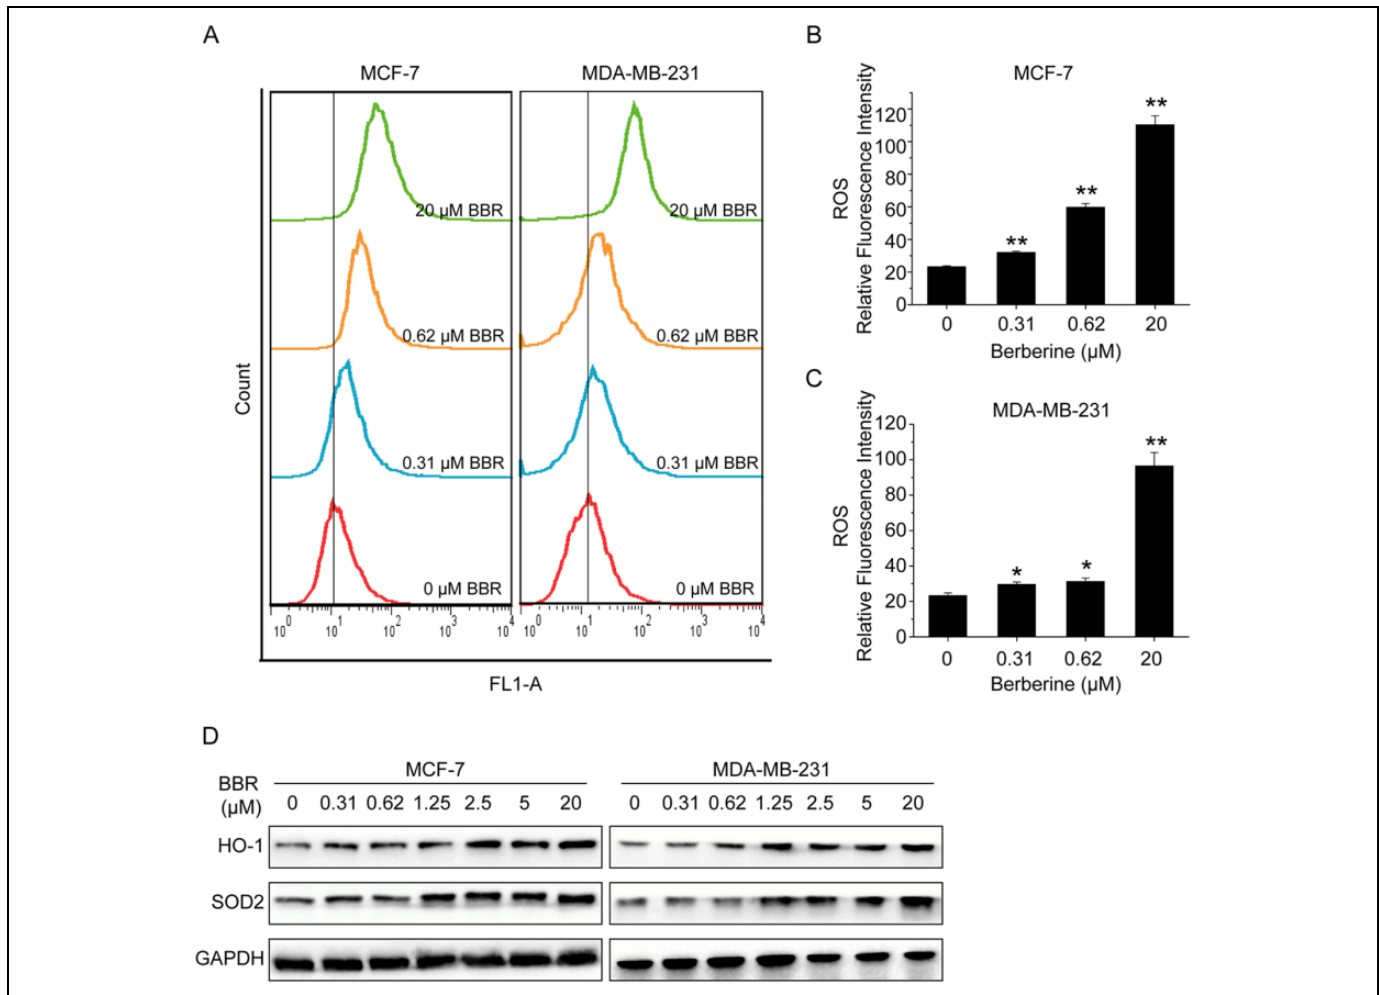 A
MCF-7
MDA-MB-231
20 µM BBR
20 µM BBR
0.62 µM BBR
0.62 µM BBR
0.31 µM BBR
0.31 µM BBR
0 µM BBR
0 µM BBR
Count
10^0 10^1 10^2 10^3 10^4
10^0 10^1 10^2 10^3 10^4
FL1-A
B
MCF-7
ROS
Relative Fluorescence Intensity
120
100
80
60
40
20
0
**
**
**
0 0.31 0.62 20
Berberine (µM)
C
MDA-MB-231
ROS
Relative Fluorescence Intensity
120
100
80
60
40
20
0
*
*
**
0 0.31 0.62 20
Berberine (µM)
D
MCF-7
MDA-MB-231
BBR
(µM)
0 0.31 0.62 1.25 2.5 5 20
0 0.31 0.62 1.25 2.5 5 20
HO-1
SOD2
GAPDH